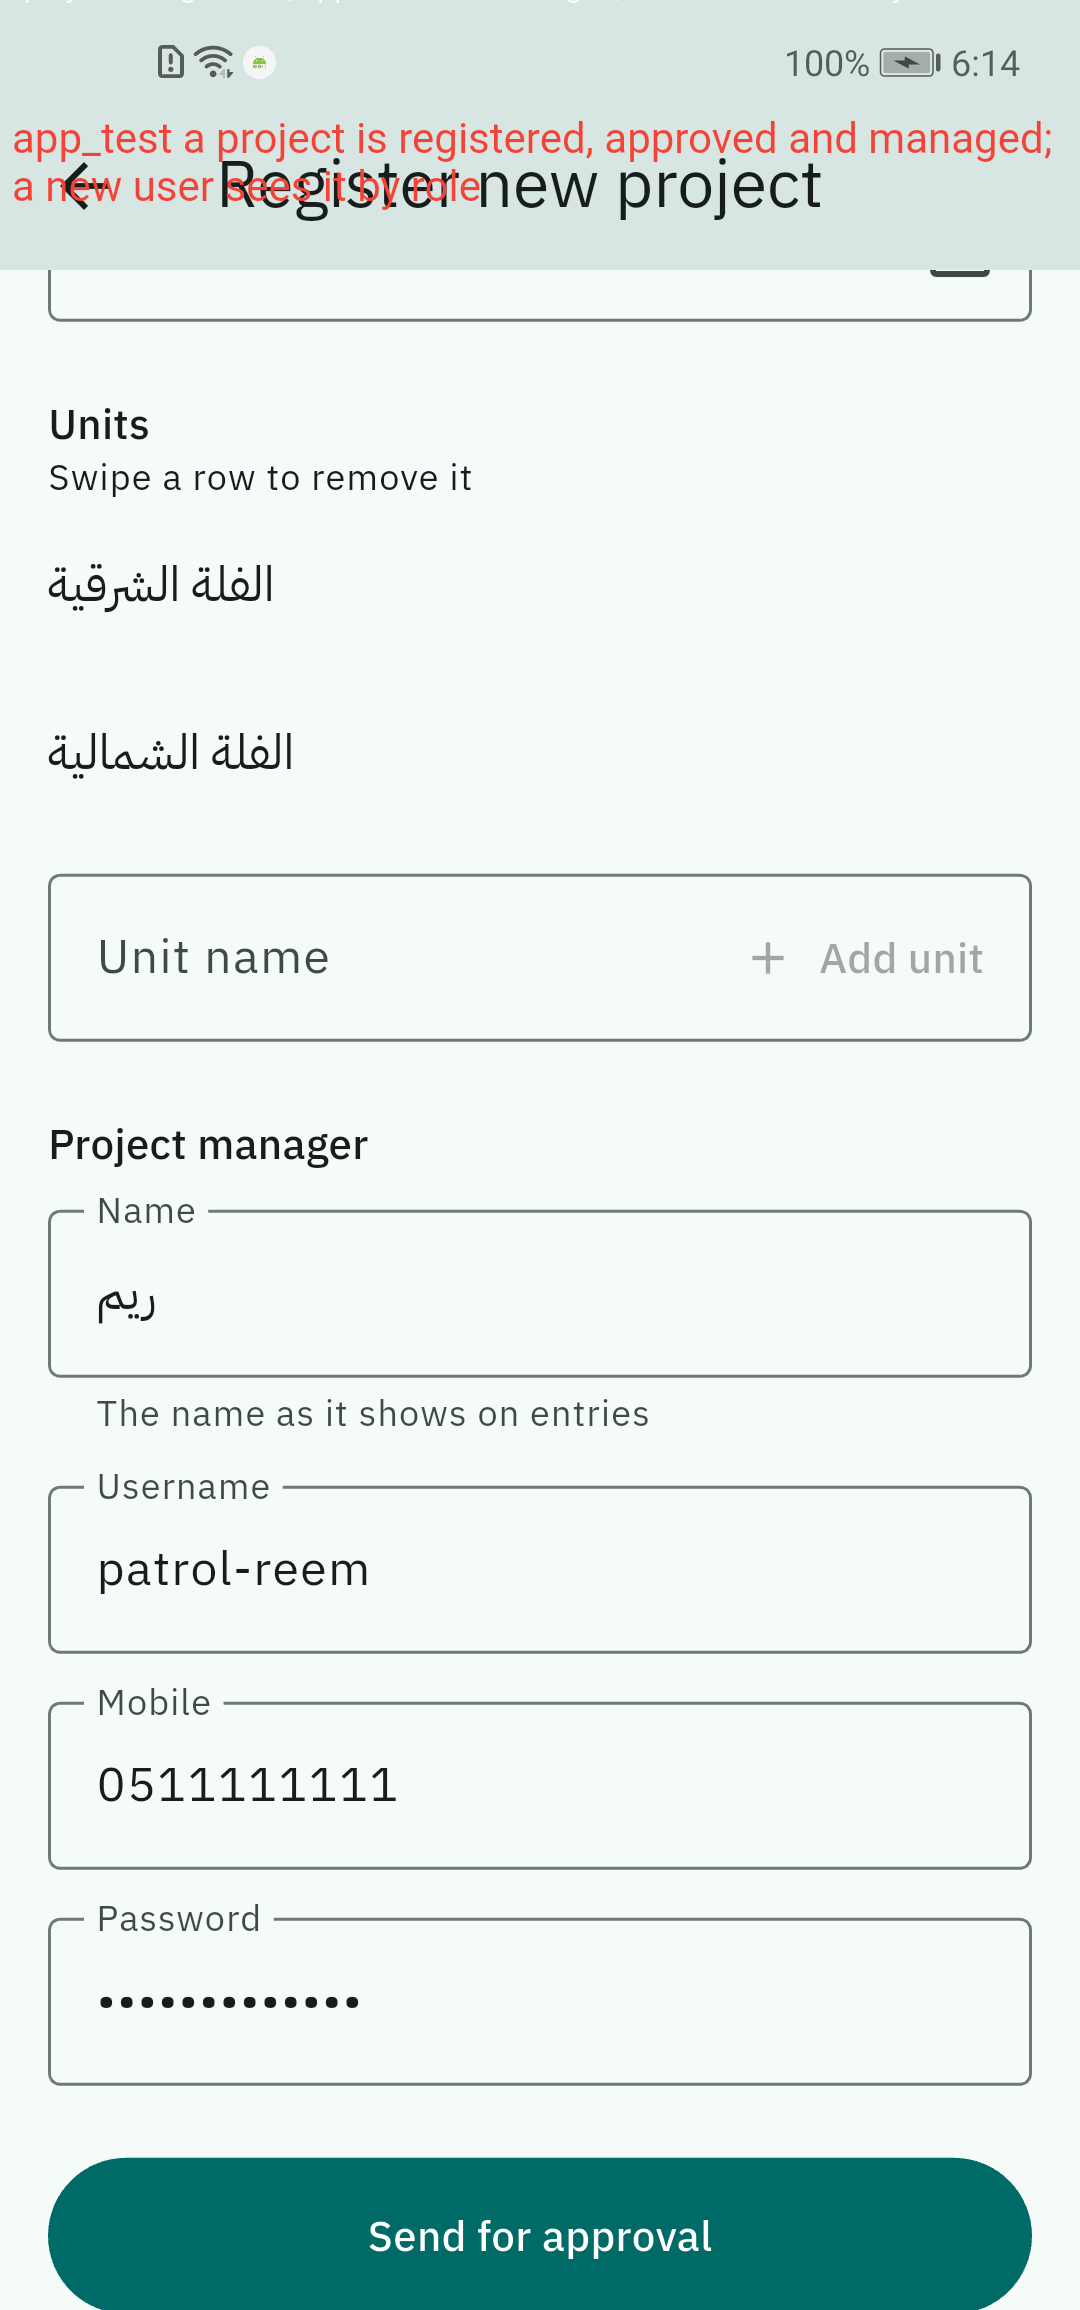 100% 6:14
app_test a project is registered, approved and managed;
a new user sees it by role
Register new project
Units
Swipe a row to remove it
الفلة الشرقية
الفلة الشمالية
Unit name
+ Add unit
Project manager
Name
ريم
The name as it shows on entries
Username
patrol-reem
Mobile
0511111111
Password
•••••••••••••
Send for approval